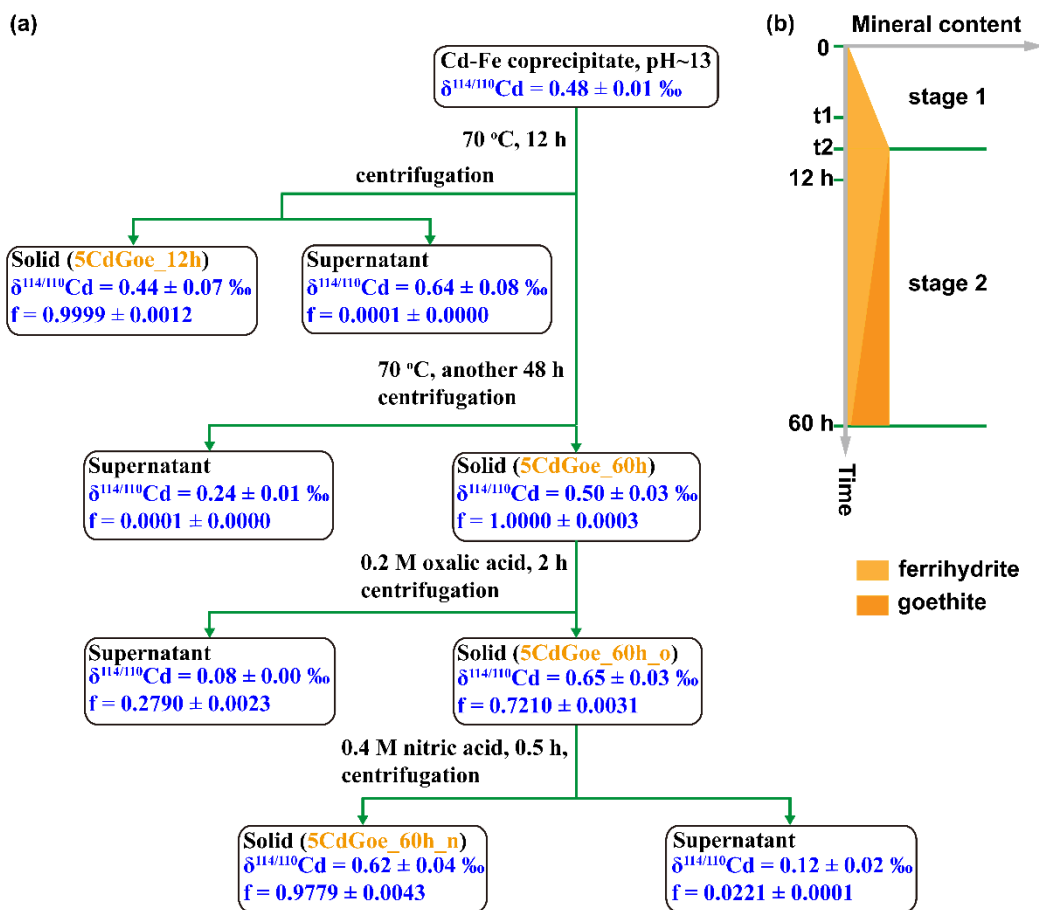 (a)
Cd-Fe coprecipitate, pH~13
δ¹¹⁴/¹¹⁰Cd = 0.48 ± 0.01 ‰
70 °C, 12 h
centrifugation
Solid (5CdGoe_12h)
δ¹¹⁴/¹¹⁰Cd = 0.44 ± 0.07 ‰
f = 0.9999 ± 0.0012
Supernatant
δ¹¹⁴/¹¹⁰Cd = 0.64 ± 0.08 ‰
f = 0.0001 ± 0.0000
70 °C, another 48 h
centrifugation
Supernatant
δ¹¹⁴/¹¹⁰Cd = 0.24 ± 0.01 ‰
f = 0.0001 ± 0.0000
Solid (5CdGoe_60h)
δ¹¹⁴/¹¹⁰Cd = 0.50 ± 0.03 ‰
f = 1.0000 ± 0.0003
0.2 M oxalic acid, 2 h
centrifugation
Supernatant
δ¹¹⁴/¹¹⁰Cd = 0.08 ± 0.00 ‰
f = 0.2790 ± 0.0023
Solid (5CdGoe_60h_o)
δ¹¹⁴/¹¹⁰Cd = 0.65 ± 0.03 ‰
f = 0.7210 ± 0.0031
0.4 M nitric acid, 0.5 h,
centrifugation
Solid (5CdGoe_60h_n)
δ¹¹⁴/¹¹⁰Cd = 0.62 ± 0.04 ‰
f = 0.9779 ± 0.0043
Supernatant
δ¹¹⁴/¹¹⁰Cd = 0.12 ± 0.02 ‰
f = 0.0221 ± 0.0001
(b)
Mineral content
0
stage 1
t1
t2
12 h
stage 2
60 h
Time
ferrihydrite
goethite